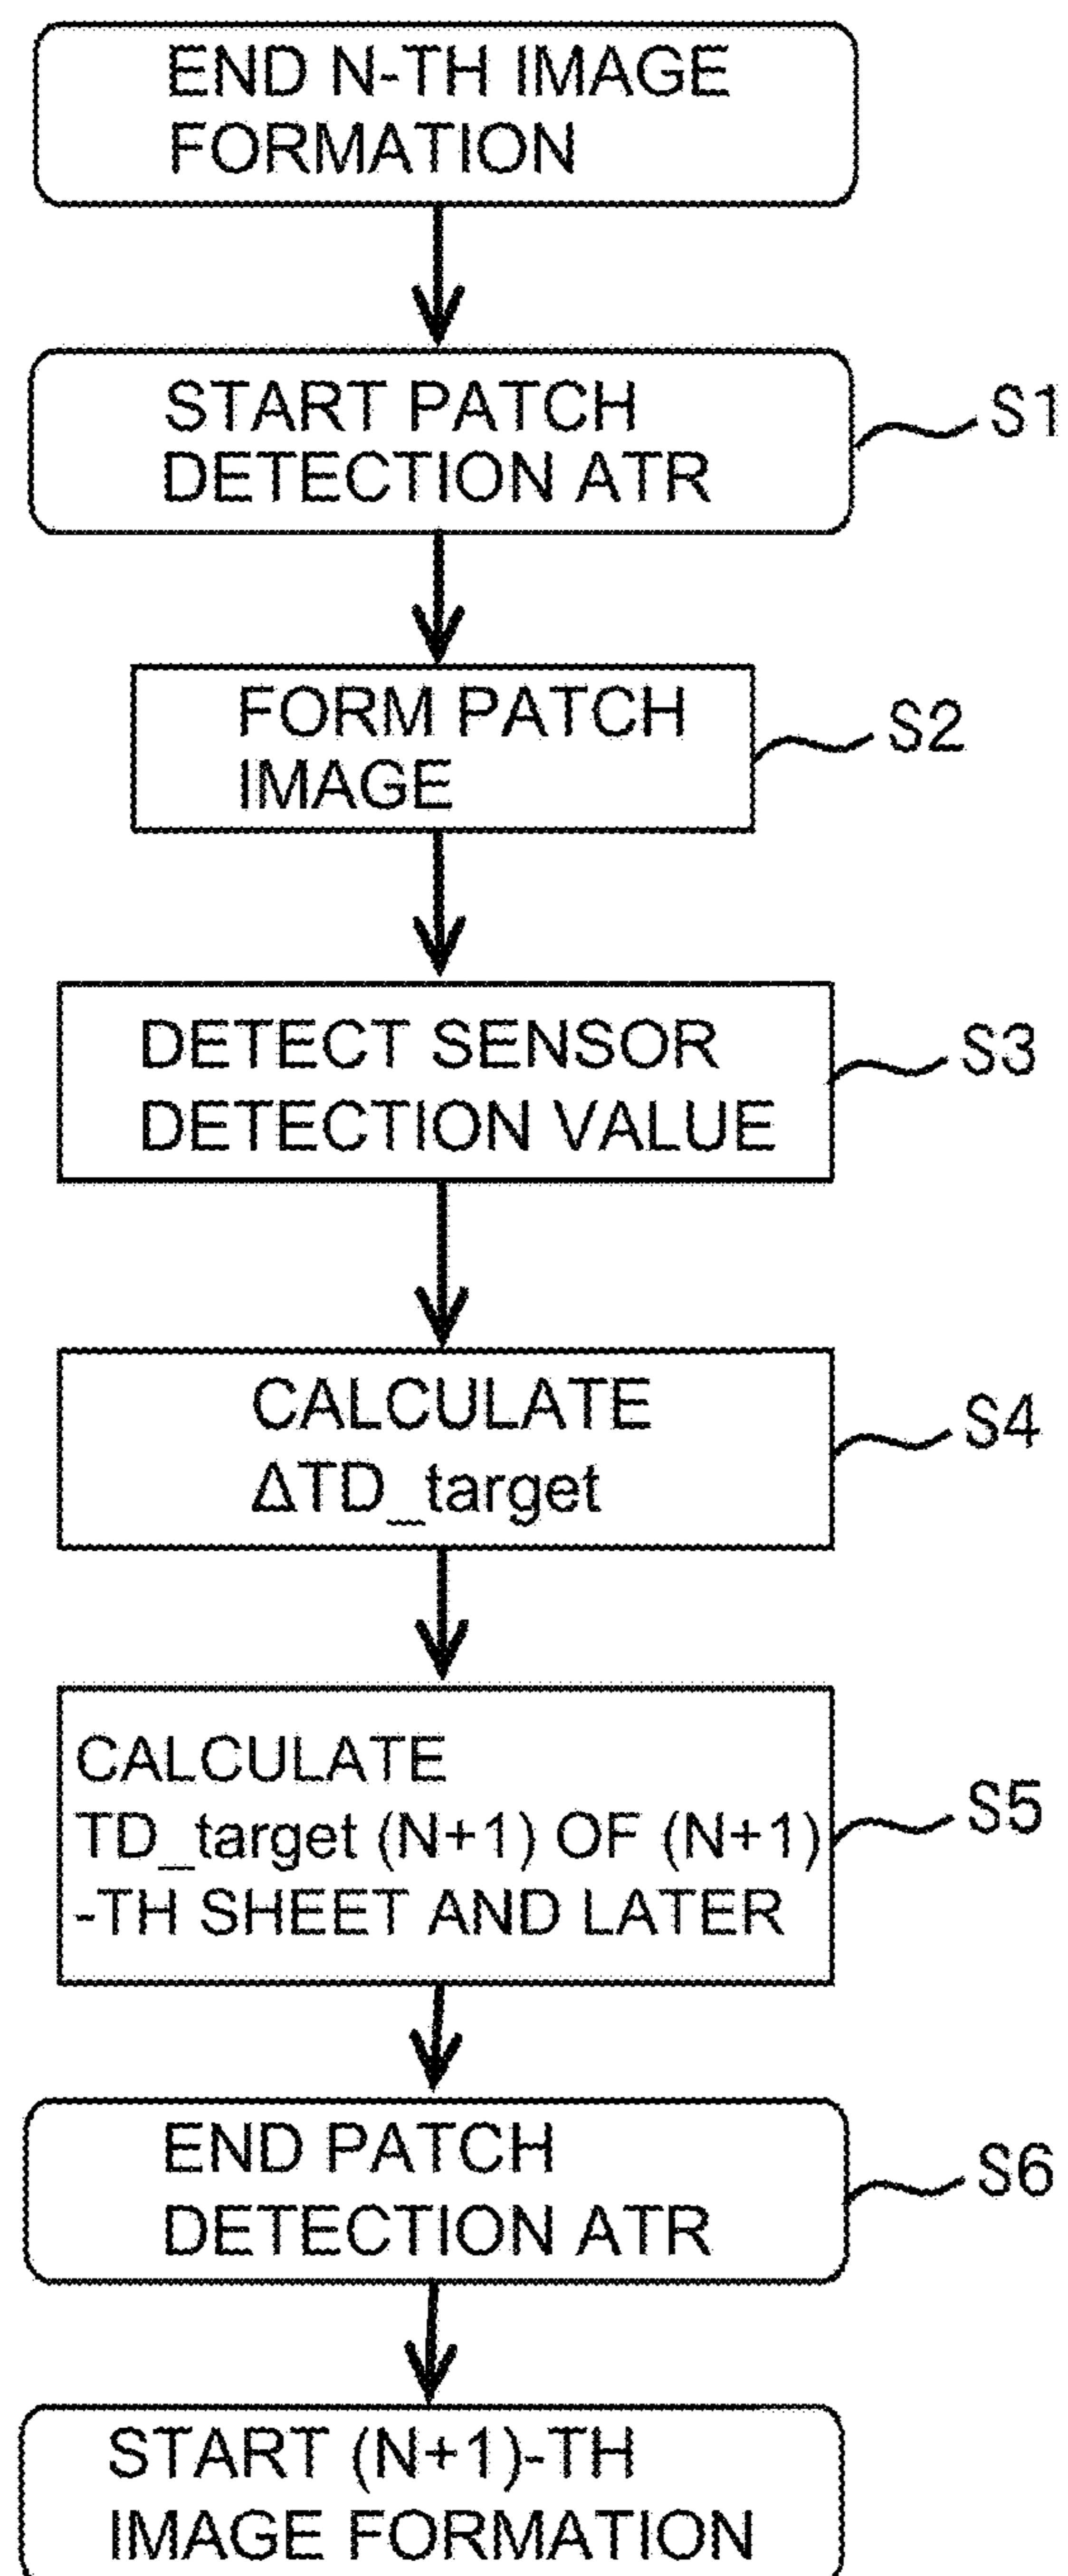 END N-TH IMAGE
FORMATION
START PATCH
DETECTION ATR
S1
FORM PATCH
IMAGE
S2
DETECT SENSOR
DETECTION VALUE
S3
CALCULATE
ΔTD_target
S4
CALCULATE
TD_target (N+1) OF (N+1)
-TH SHEET AND LATER
S5
END PATCH
DETECTION ATR
S6
START (N+1)-TH
IMAGE FORMATION